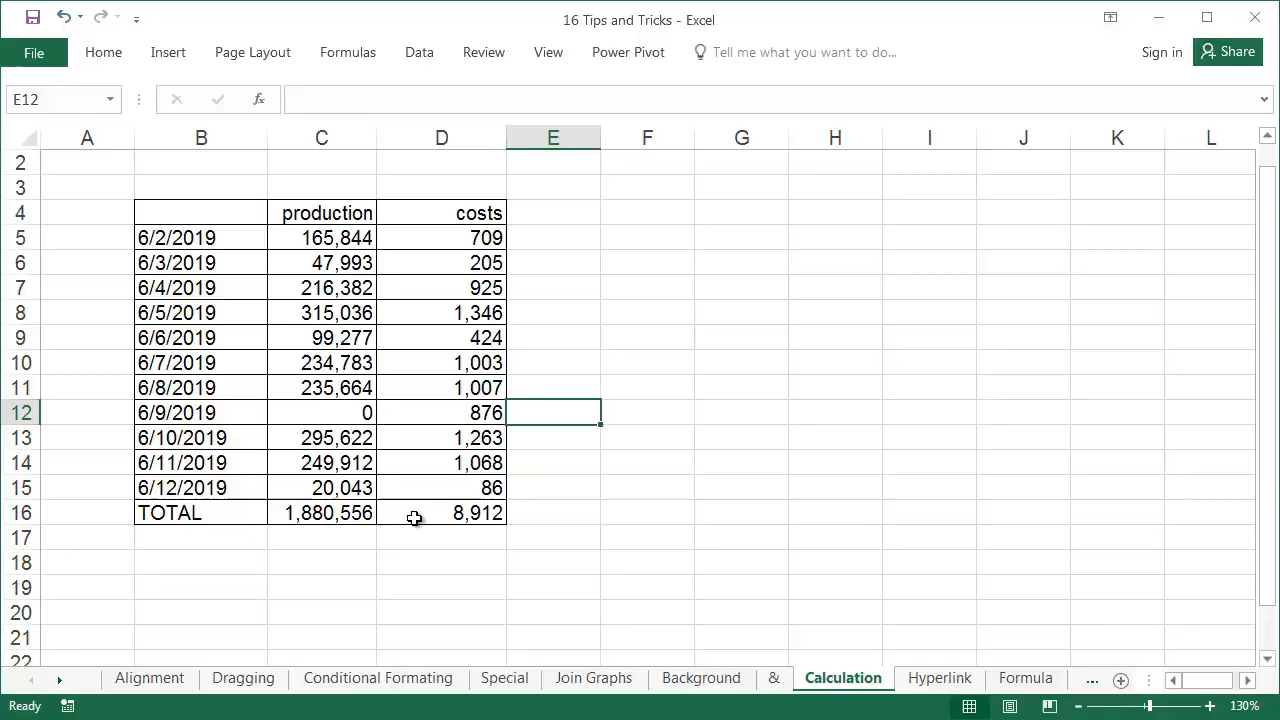 16 Tips and Tricks - Excel
File Home Insert Page Layout Formulas Data Review View Power Pivot Tell me what you want to do... Sign in Share
E12 fx
A B C D E F G H I J K L
2
3
4 production costs
5 6/2/2019 165,844 709
6 6/3/2019 47,993 205
7 6/4/2019 216,382 925
8 6/5/2019 315,036 1,346
9 6/6/2019 99,277 424
10 6/7/2019 234,783 1,003
11 6/8/2019 235,664 1,007
12 6/9/2019 0 876
13 6/10/2019 295,622 1,263
14 6/11/2019 249,912 1,068
15 6/12/2019 20,043 86
16 TOTAL 1,880,556 8,912
17
18
19
20
21
22
Alignment Dragging Conditional Formating Special Join Graphs Background & Calculation Hyperlink Formula ...
Ready 130%